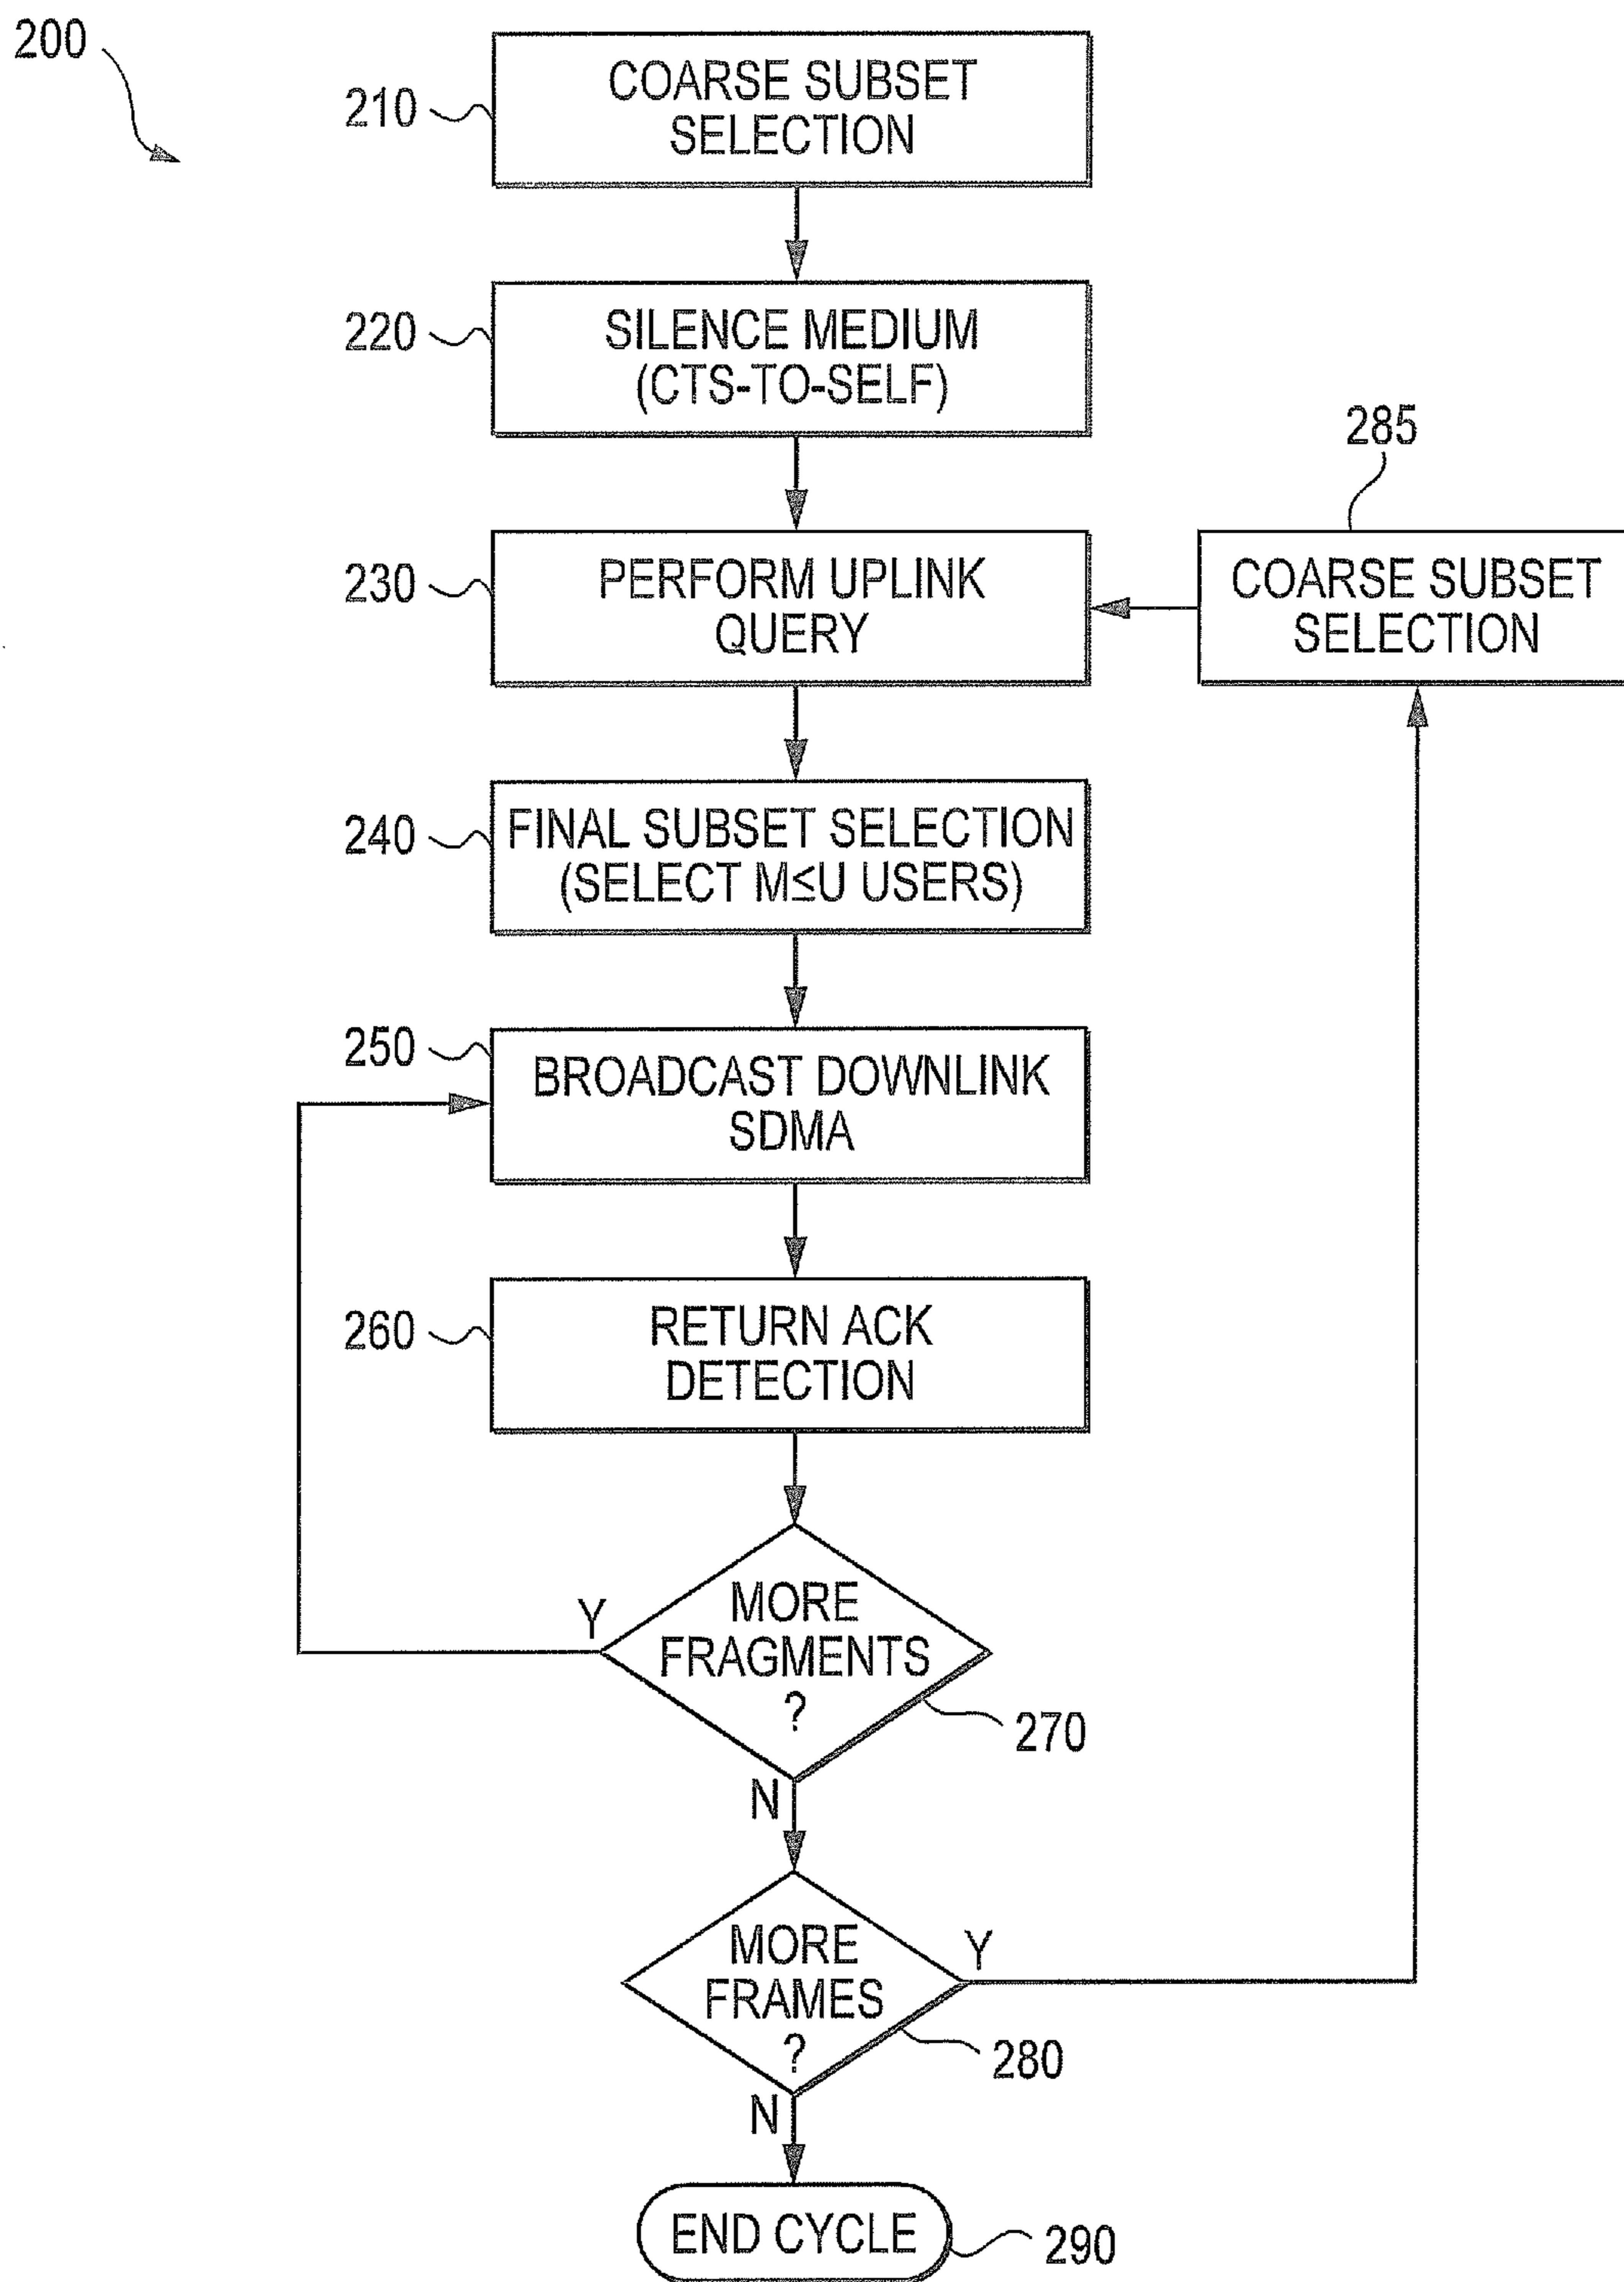 200
210
COARSE SUBSET
SELECTION
220
SILENCE MEDIUM
(CTS-TO-SELF)
285
230
PERFORM UPLINK
QUERY
COARSE SUBSET
SELECTION
240
FINAL SUBSET SELECTION
(SELECT M≤U USERS)
250
BROADCAST DOWNLINK
SDMA
260
RETURN ACK
DETECTION
Y
MORE
FRAGMENTS
?
270
N
MORE
FRAMES
?
Y
280
N
END CYCLE
290